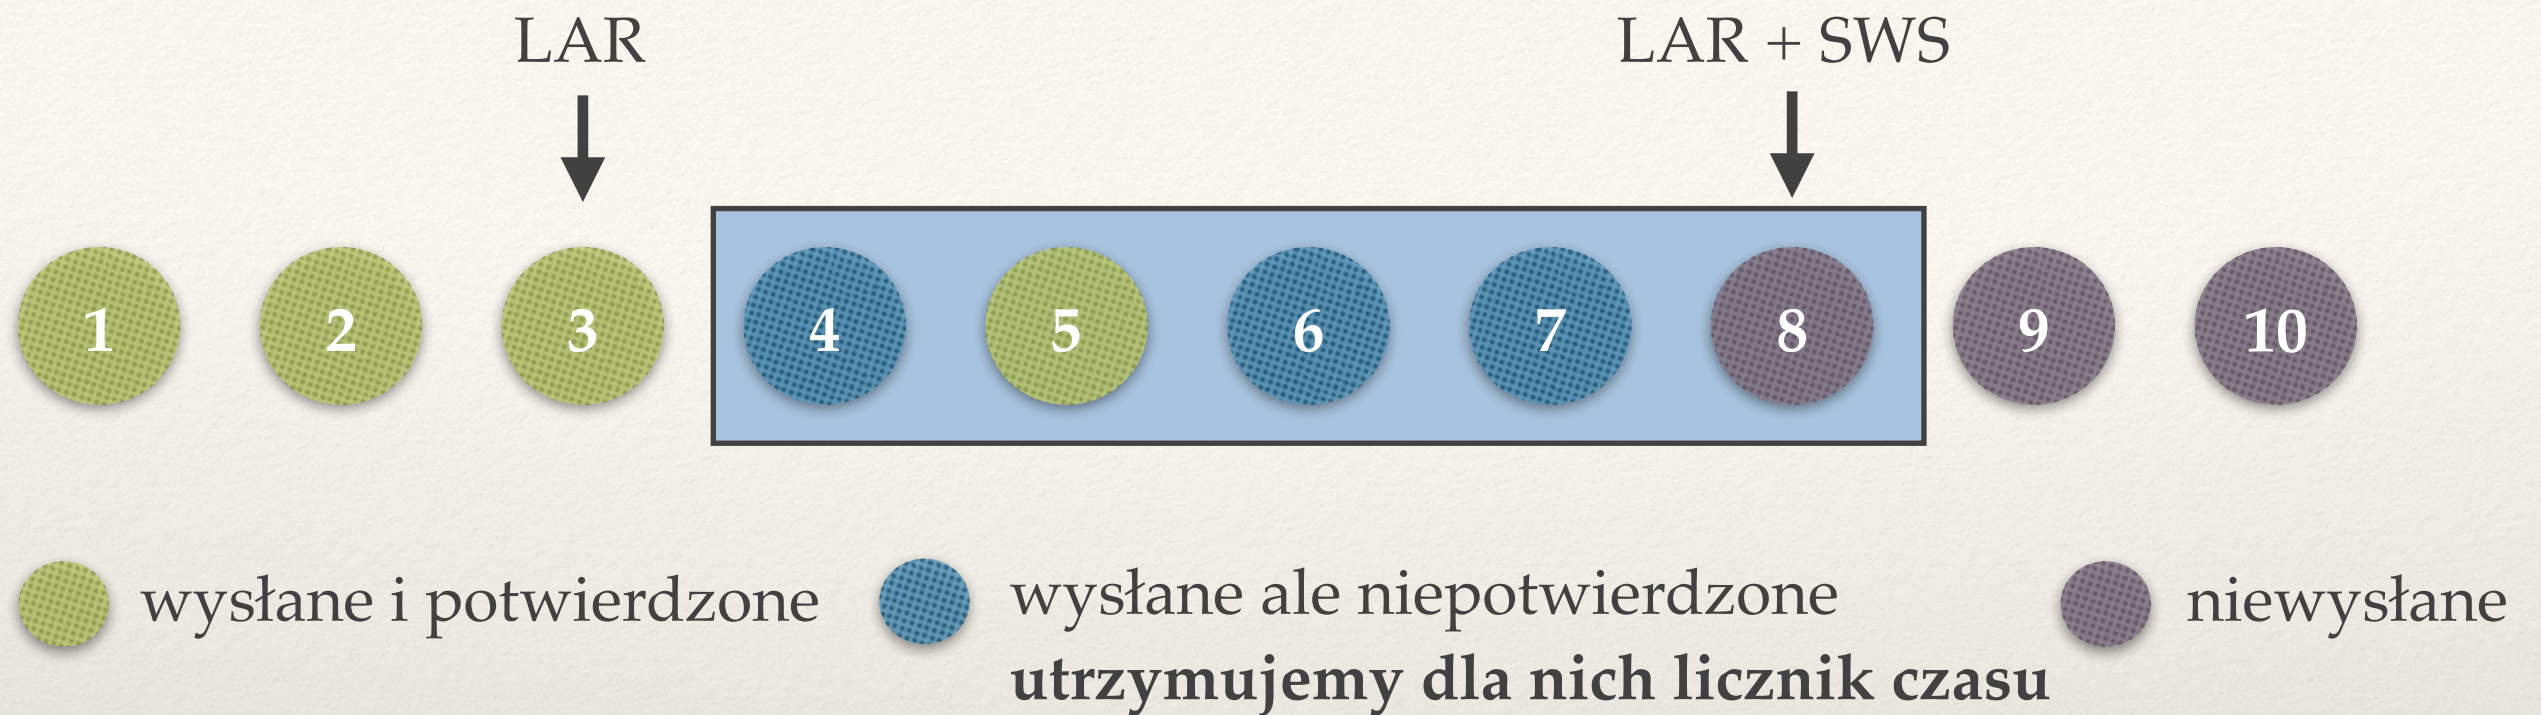 LAR
LAR + SWS
1 2 3 4 5 6 7 8 9 10
wysłane i potwierdzone
wysłane ale niepotwierdzone
utrzymujemy dla nich licznik czasu
niewysłane